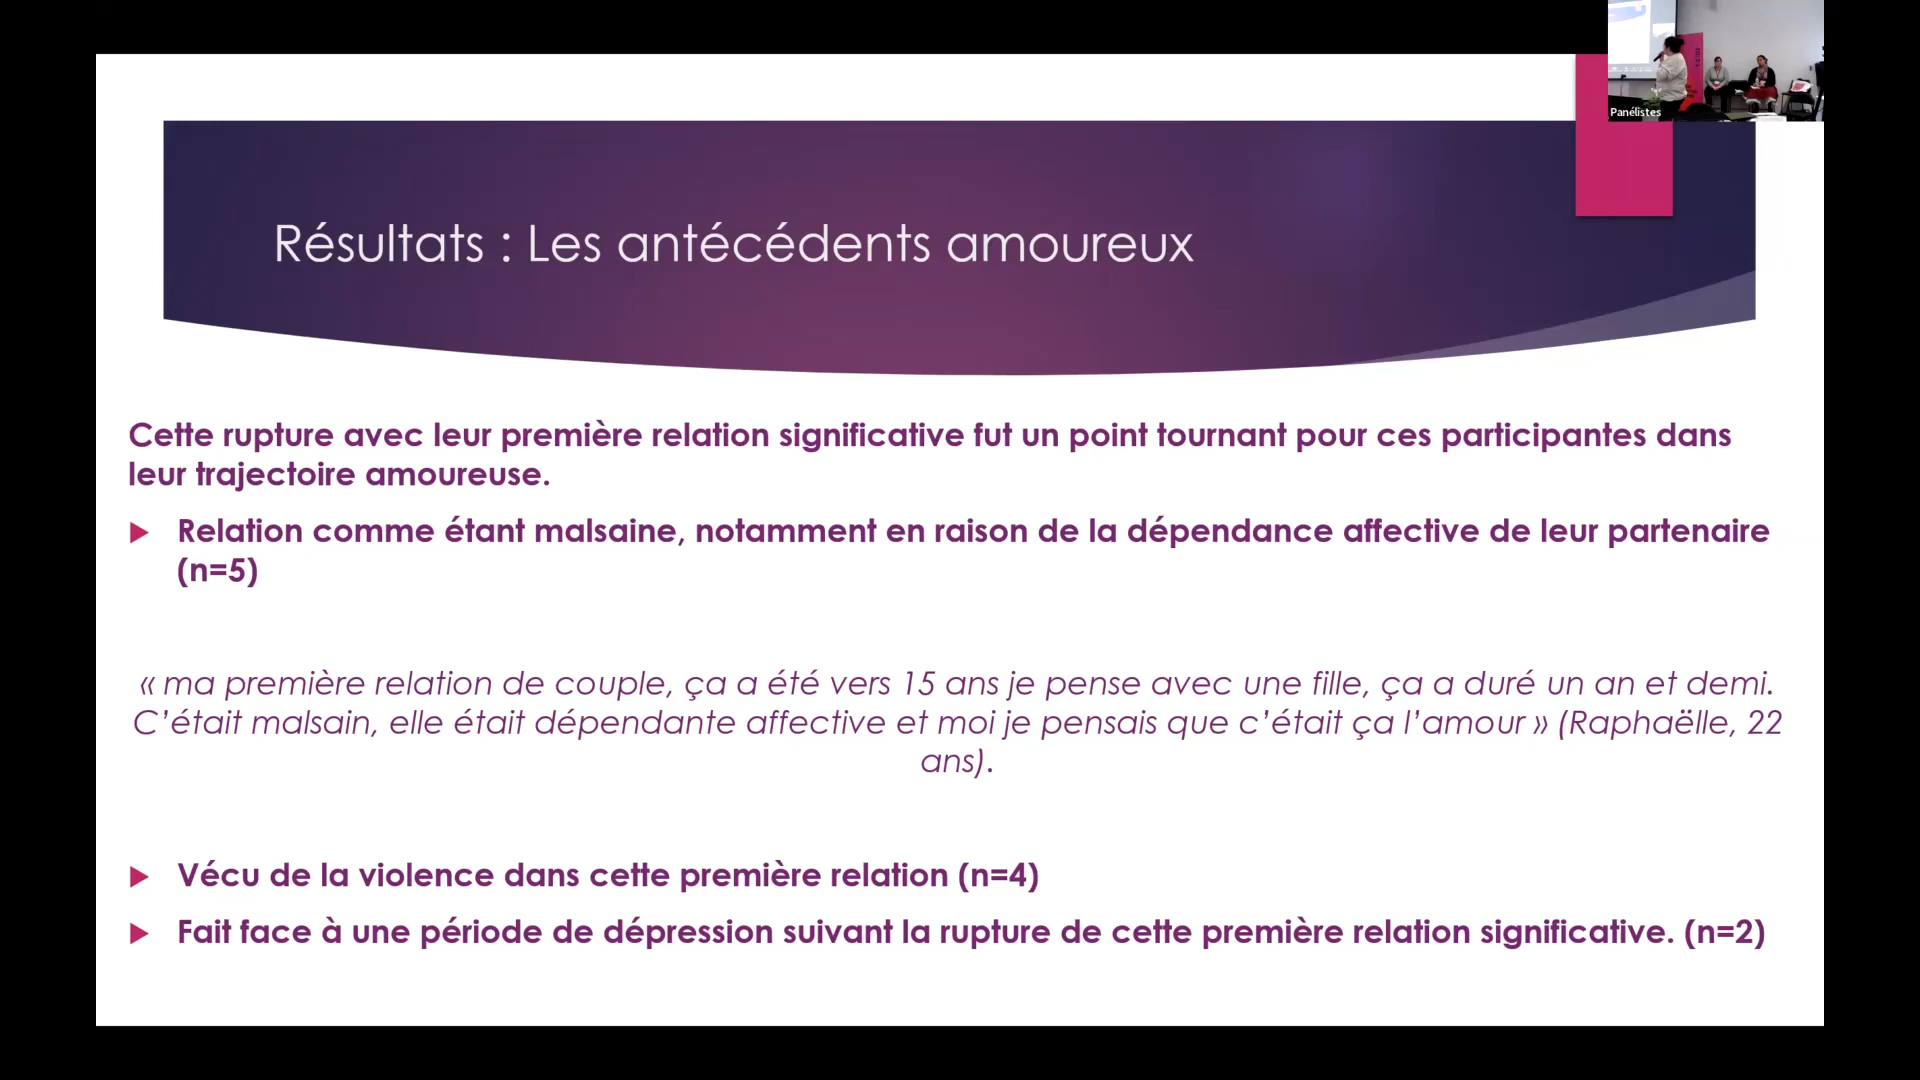 Panélistes
Résultats : Les antécédents amoureux
Cette rupture avec leur première relation significative fut un point tournant pour ces participantes dans
leur trajectoire amoureuse.
Relation comme étant malsaine, notamment en raison de la dépendance affective de leur partenaire
(n=5)
« ma première relation de couple, ça a été vers 15 ans je pense avec une fille, ça a duré un an et demi.
C’était malsain, elle était dépendante affective et moi je pensais que c’était ça l’amour » (Raphaëlle, 22
ans).
Vécu de la violence dans cette première relation (n=4)
Fait face à une période de dépression suivant la rupture de cette première relation significative. (n=2)